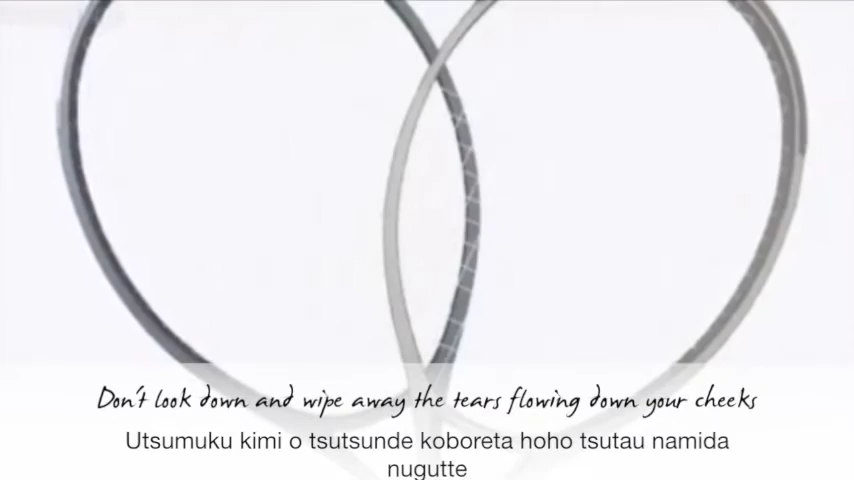 Don't look down and wipe away the tears flowing down your cheeks
Utsumuku kimi o tsutsunde koboreta hoho tsutau namida
nugutte